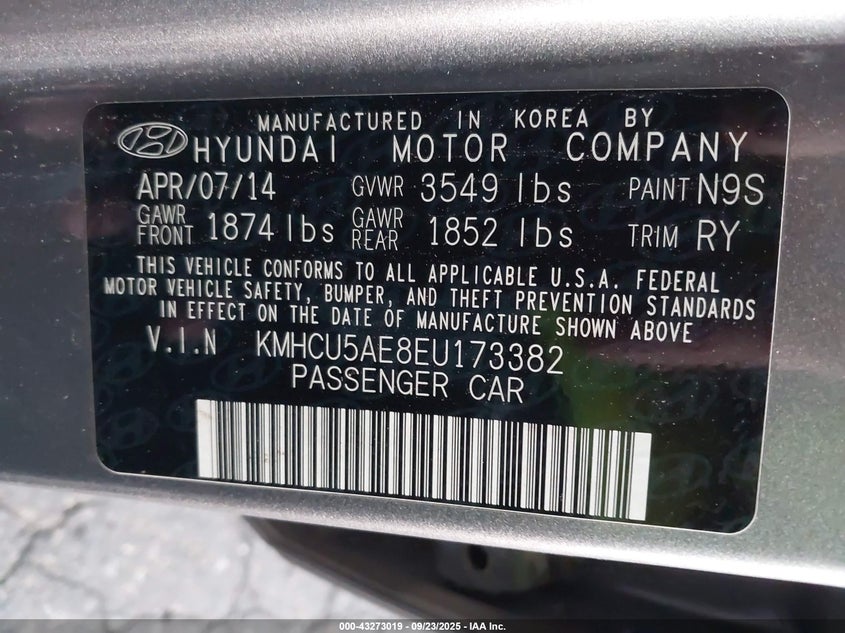 MANUFACTURED IN KOREA BY
HYUNDAI MOTOR COMPANY
APR/07/14 GVWR 3549 lbs PAINT N9S
GAWR FRONT 1874 lbs GAWR REAR 1852 lbs TRIM RY
THIS VEHICLE CONFORMS TO ALL APPLICABLE U.S.A. FEDERAL
MOTOR VEHICLE SAFETY, BUMPER, AND THEFT PREVENTION STANDARDS
IN EFFECT ON THE DATE OF MANUFACTURE SHOWN ABOVE
V.I.N KMHCU5AE8EU173382
PASSENGER CAR
000-43273019 - 09/23/2025 - IAA Inc.